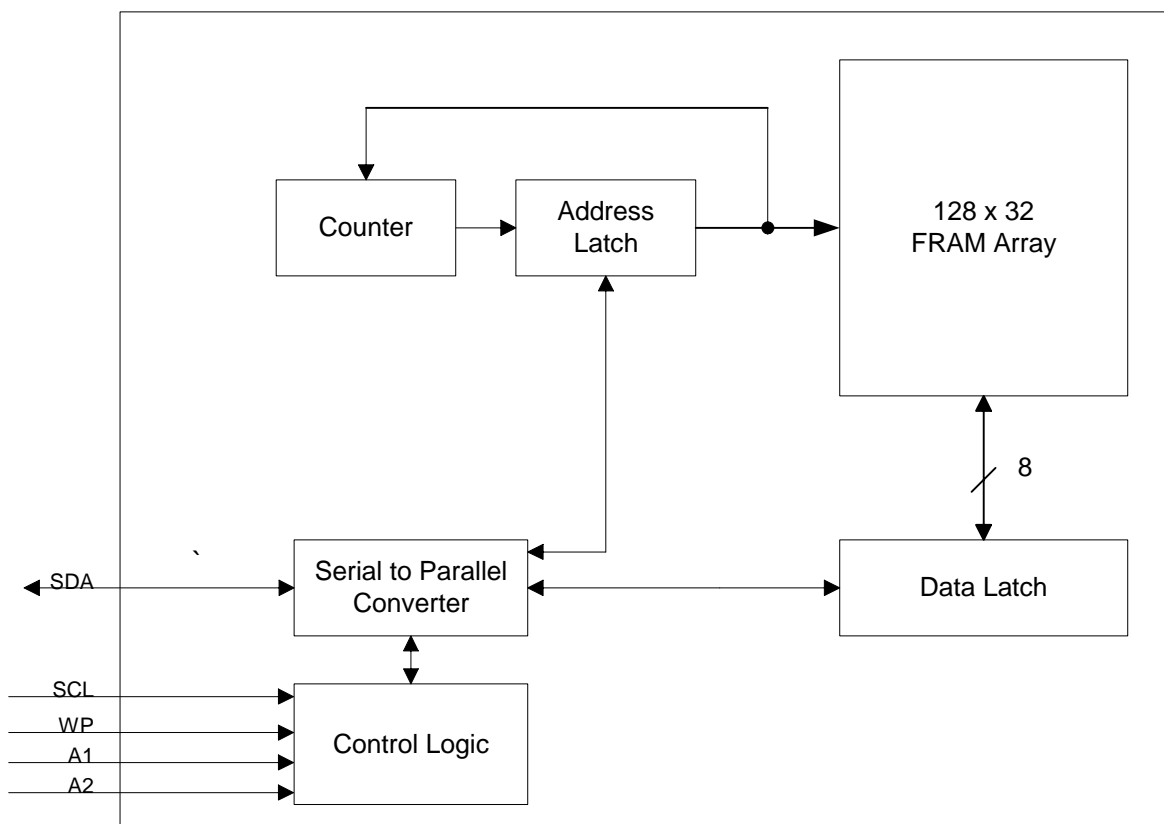 Counter
Address
Latch
128 x 32
FRAM Array
8
`
SDA
Serial to Parallel
Converter
Data Latch
SCL
WP
A1
A2
Control Logic